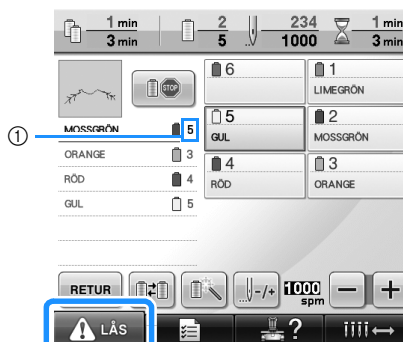 1 min
3 min
2
5
234
1000
1 min
3 min
STOP
6
1
LIMEGRÖN
1
MOSSGRÖN 5
5
GUL
2
MOSSGRÖN
ORANGE 3
RÖD 4
4
RÖD
3
ORANGE
GUL 5
RETUR
-/+
1000
spm
−
+
LÅS
?